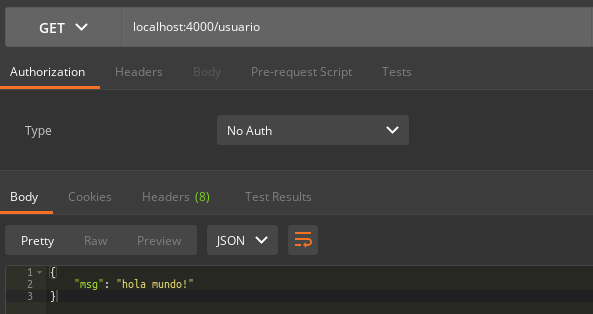 GET localhost:4000/usuario
Authorization Headers Body Pre-request Script Tests
Type No Auth
Body Cookies Headers (8) Test Results
Pretty Raw Preview JSON
1 {
2 "msg": "hola mundo!"
3 }